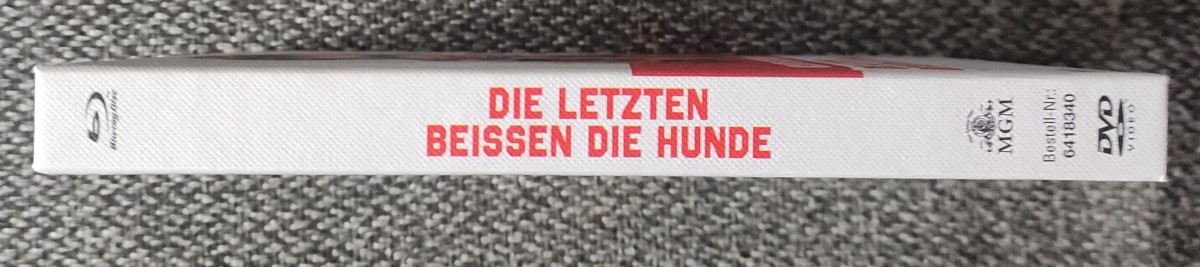 Blu-ray Disc
DIE LETZTEN
BEISSEN DIE HUNDE
MGM
Bestell-Nr.:
6418340
DVD
VIDEO